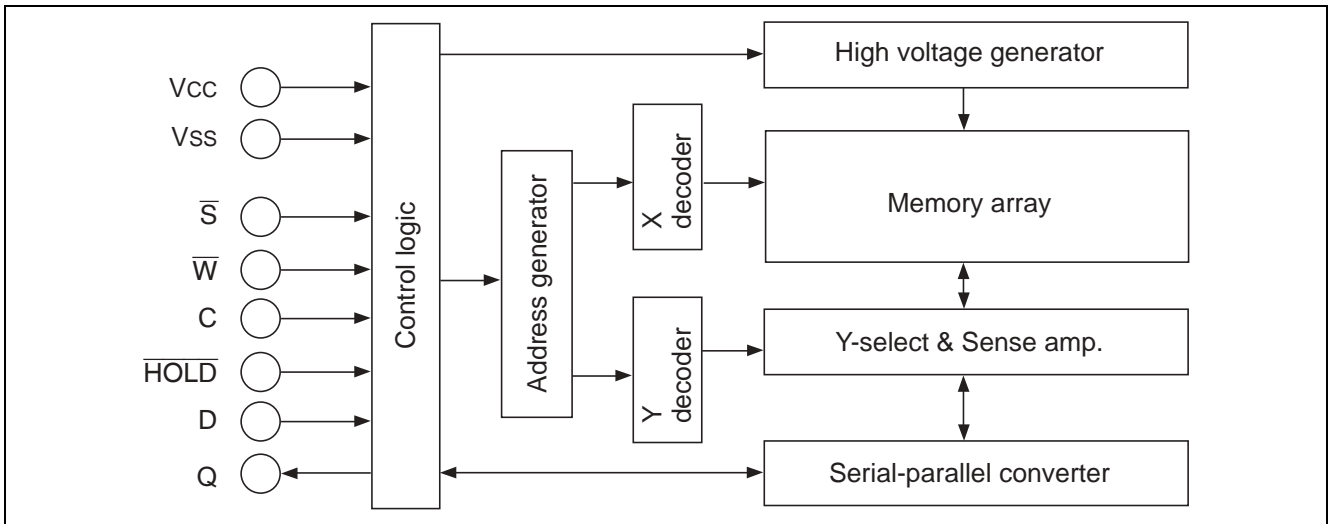 Vcc
Vss
S̅
W̅
C
H̅O̅L̅D̅
D
Q
Control logic
Address generator
X
decoder
Y
decoder
High voltage generator
Memory array
Y-select & Sense amp.
Serial-parallel converter